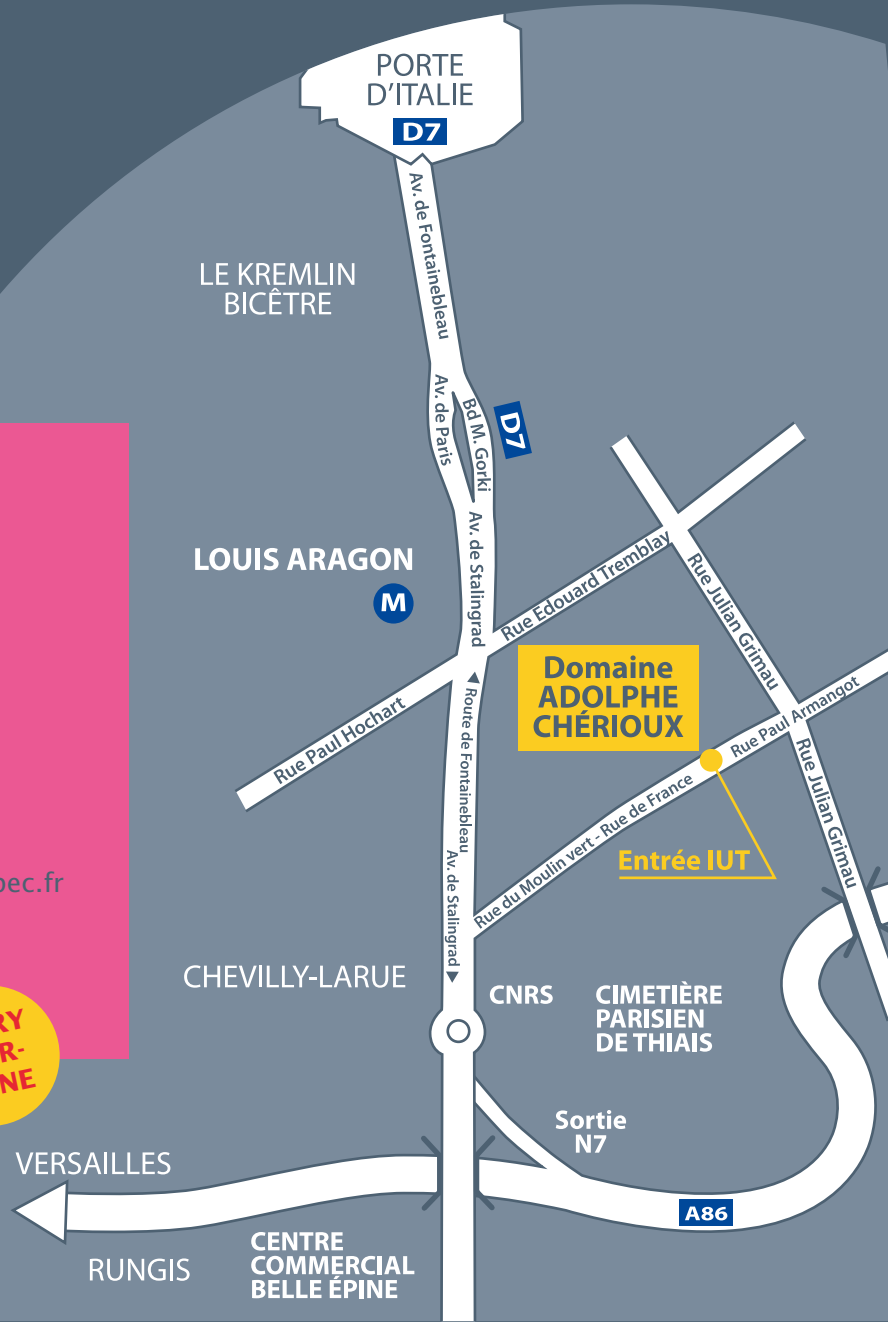 PORTE
D'ITALIE
D7
Av. de Fontainebleau
LE KREMLIN
BICÊTRE
Av. de Paris
Bd M. Gorki
D7
Av. de Stalingrad
LOUIS ARAGON
M
Rue Edouard Tremblay
Rue Julian Grimau
Domaine
ADOLPHE
CHÉRIOUX
Rue Paul Hochart
Route de Fontainebleau
Rue Paul Armangot
Rue Julian Grimau
Rue du Moulin vert - Rue de France
Entrée IUT
Av. de Stalingrad
pec.fr
CHEVILLY-LARUE
CNRS
CIMETIÈRE
PARISIEN
DE THIAIS
RY
R-
NE
Sortie
N7
VERSAILLES
A86
RUNGIS
CENTRE
COMMERCIAL
BELLE ÉPINE